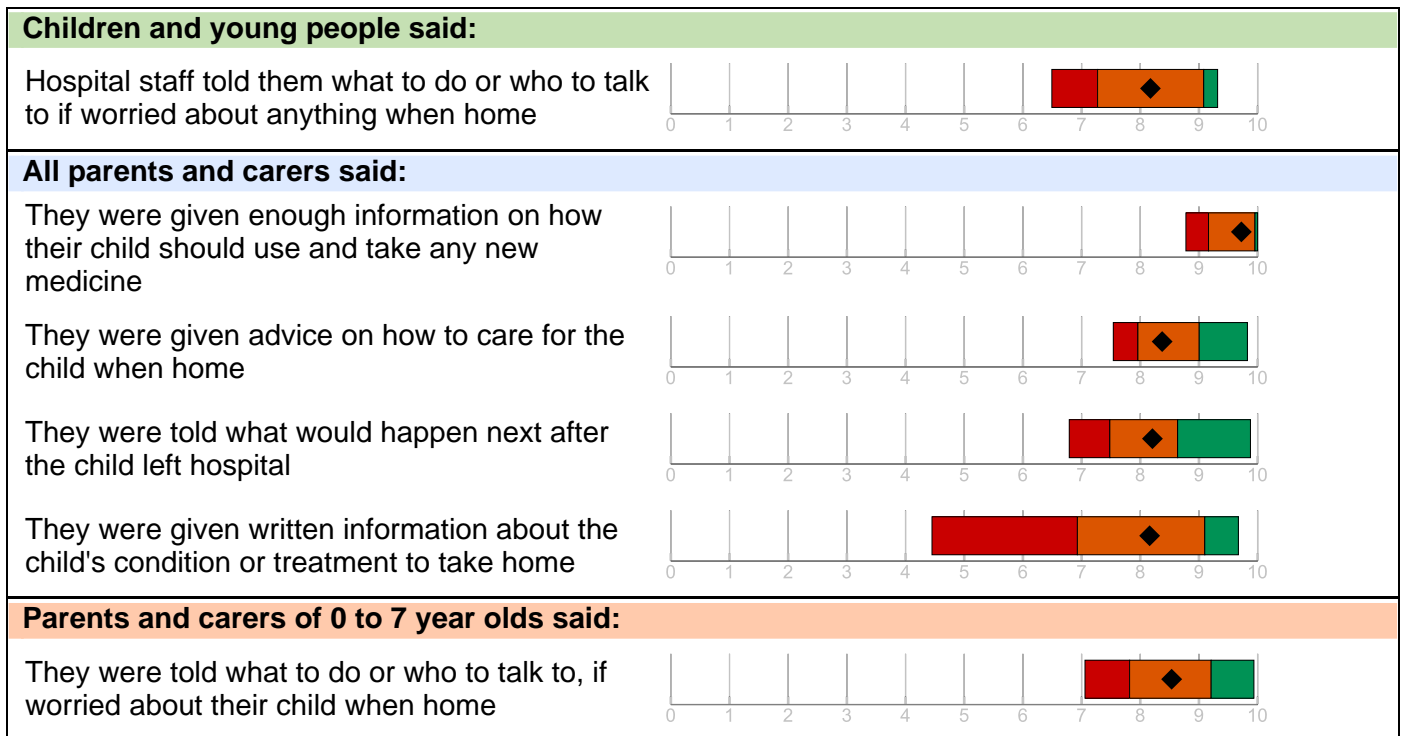 Children and young people said:
Hospital staff told them what to do or who to talk
to if worried about anything when home
0 1 2 3 4 5 6 7 8 9 10
All parents and carers said:
They were given enough information on how
their child should use and take any new
medicine
0 1 2 3 4 5 6 7 8 9 10
They were given advice on how to care for the
child when home
0 1 2 3 4 5 6 7 8 9 10
They were told what would happen next after
the child left hospital
0 1 2 3 4 5 6 7 8 9 10
They were given written information about the
child's condition or treatment to take home
0 1 2 3 4 5 6 7 8 9 10
Parents and carers of 0 to 7 year olds said:
They were told what to do or who to talk to, if
worried about their child when home
0 1 2 3 4 5 6 7 8 9 10